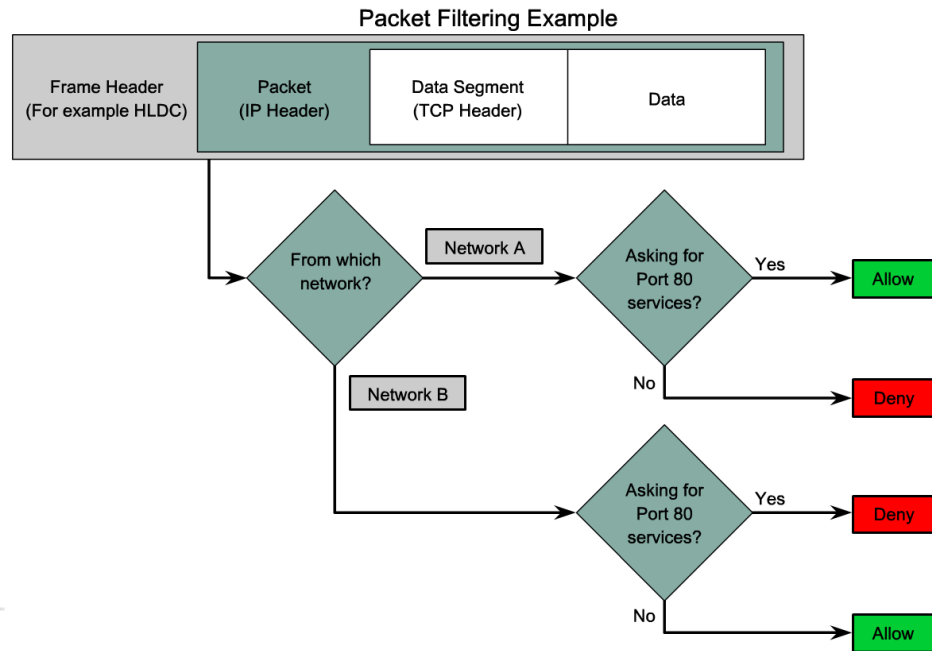 Packet Filtering Example
Frame Header
(For example HLDC)
Packet
(IP Header)
Data Segment
(TCP Header)
Data
From which
network?
Network A
Asking for
Port 80
services?
Yes
Allow
No
Deny
Network B
Asking for
Port 80
services?
Yes
Deny
No
Allow